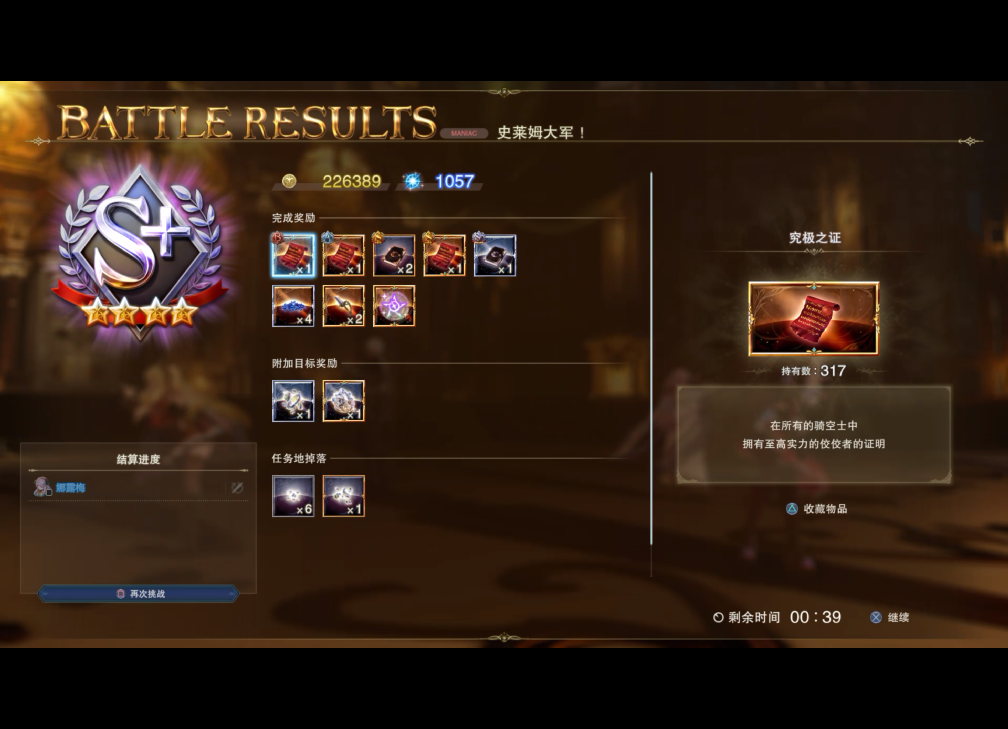 BATTLE RESULTS MANIAC 史莱姆大军！
S+
226389 1057
完成奖励
×1 ×1 ×2 ×1 ×1
×4 ×2
附加目标奖励
×1 ×1
任务地掉落
×6 ×1
结算进度
娜露梅
再次挑战
究极之证
持有数：317
在所有的骑空士中
拥有至高实力的佼佼者的证明
收藏物品
剩余时间 00：39 继续